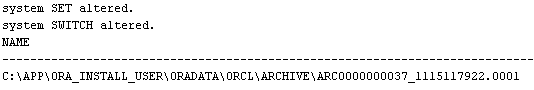 system SET altered.
system SWITCH altered.
NAME
--------------------------------------------------------------------------------
C:\APP\ORA_INSTALL_USER\ORADATA\ORCL\ARCHIVE\ARC0000000037_1115117922.0001